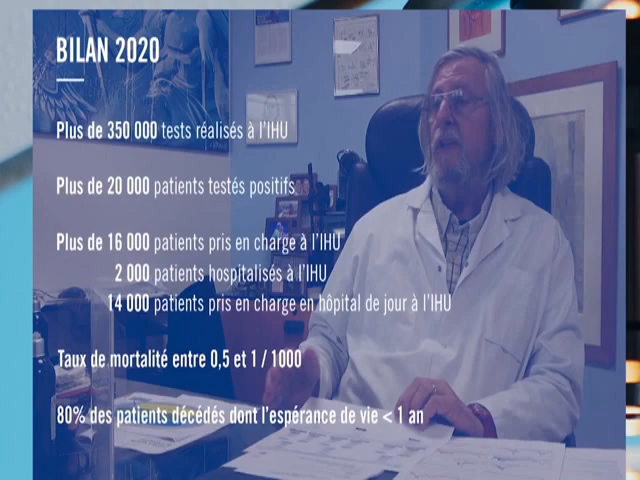 BILAN 2020
Plus de 350 000 tests réalisés à l'IHU
Plus de 20 000 patients testés positifs
Plus de 16 000 patients pris en charge à l'IHU
2 000 patients hospitalisés à l'IHU
14 000 patients pris en charge en hôpital de jour à l'IHU
Taux de mortalité entre 0,5 et 1 / 1000
80% des patients décédés dont l'espérance de vie < 1 an